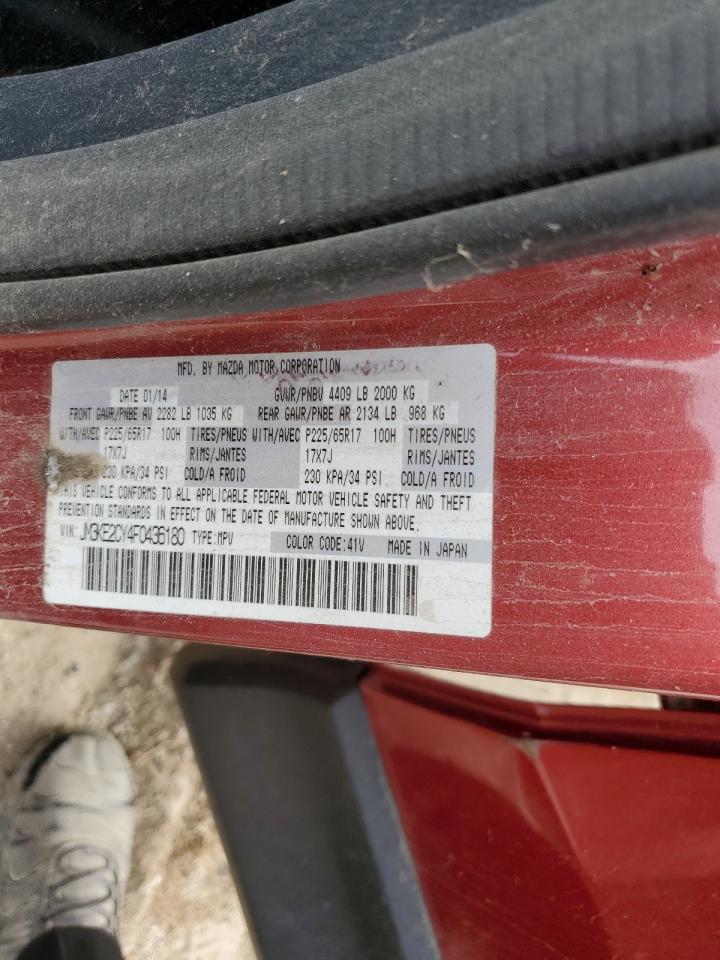 MFD. BY MAZDA MOTOR CORPORATION
DATE 01/14 GVWR/PNBV 4409 LB 2000 KG
FRONT GAWR/PNBE AV 2282 LB 1035 KG REAR GAWR/PNBE AR 2134 LB 968 KG
WITH/AVEC P225/65R17 100H TIRES/PNEUS WITH/AVEC P225/65R17 100H TIRES/PNEUS
17X7J RIMS/JANTES 17X7J RIMS/JANTES
230 KPA/34 PSI COLD/A FROID 230 KPA/34 PSI COLD/A FROID
THIS VEHICLE CONFORMS TO ALL APPLICABLE FEDERAL MOTOR VEHICLE SAFETY AND THEFT
PREVENTION STANDARDS IN EFFECT ON THE DATE OF MANUFACTURE SHOWN ABOVE.
VIN: JM3KE2CY4F0436180 TYPE:MPV COLOR CODE:41V MADE IN JAPAN